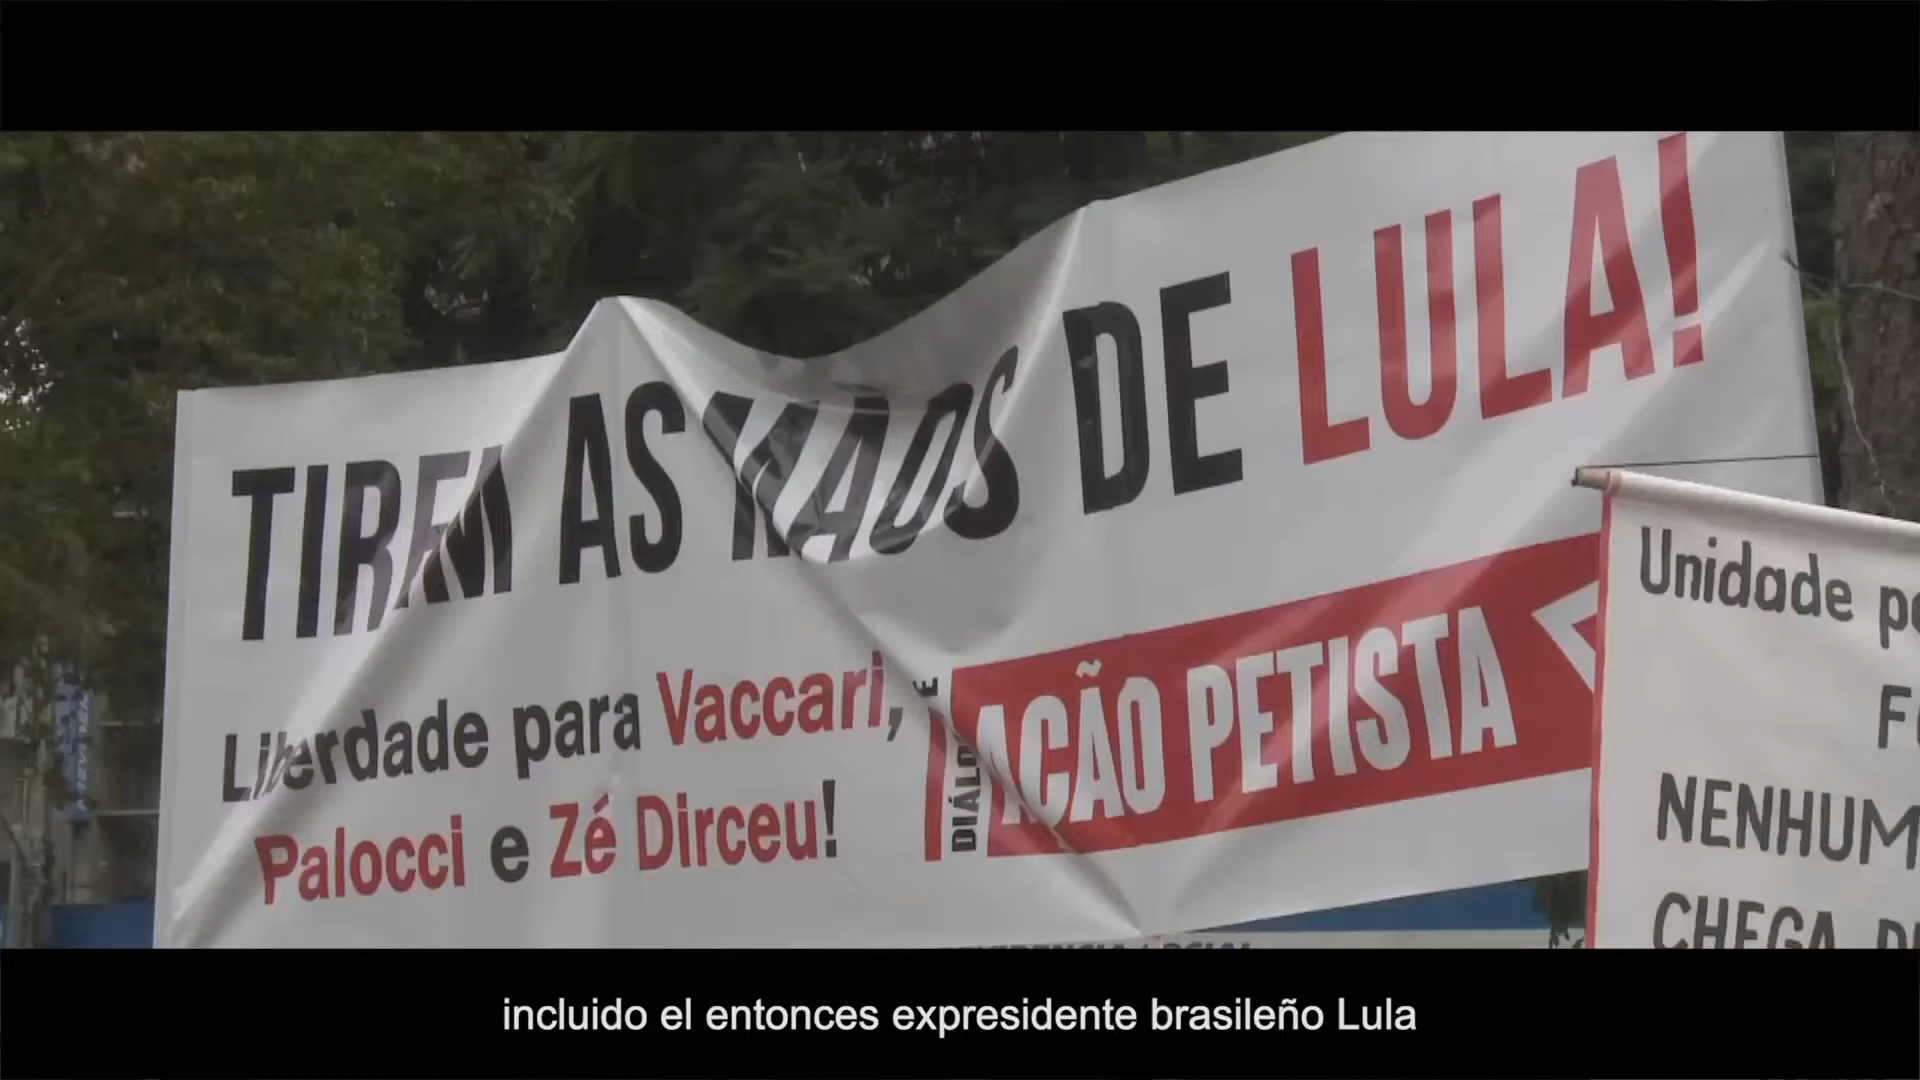 TIREM AS MÃOS DE LULA!
Liberdade para Vaccari,
Palocci e Zé Dirceu!
E
AÇÃO PETISTA
Unidade
NENHUM
CHEGA
incluido el entonces expresidente brasileño Lula